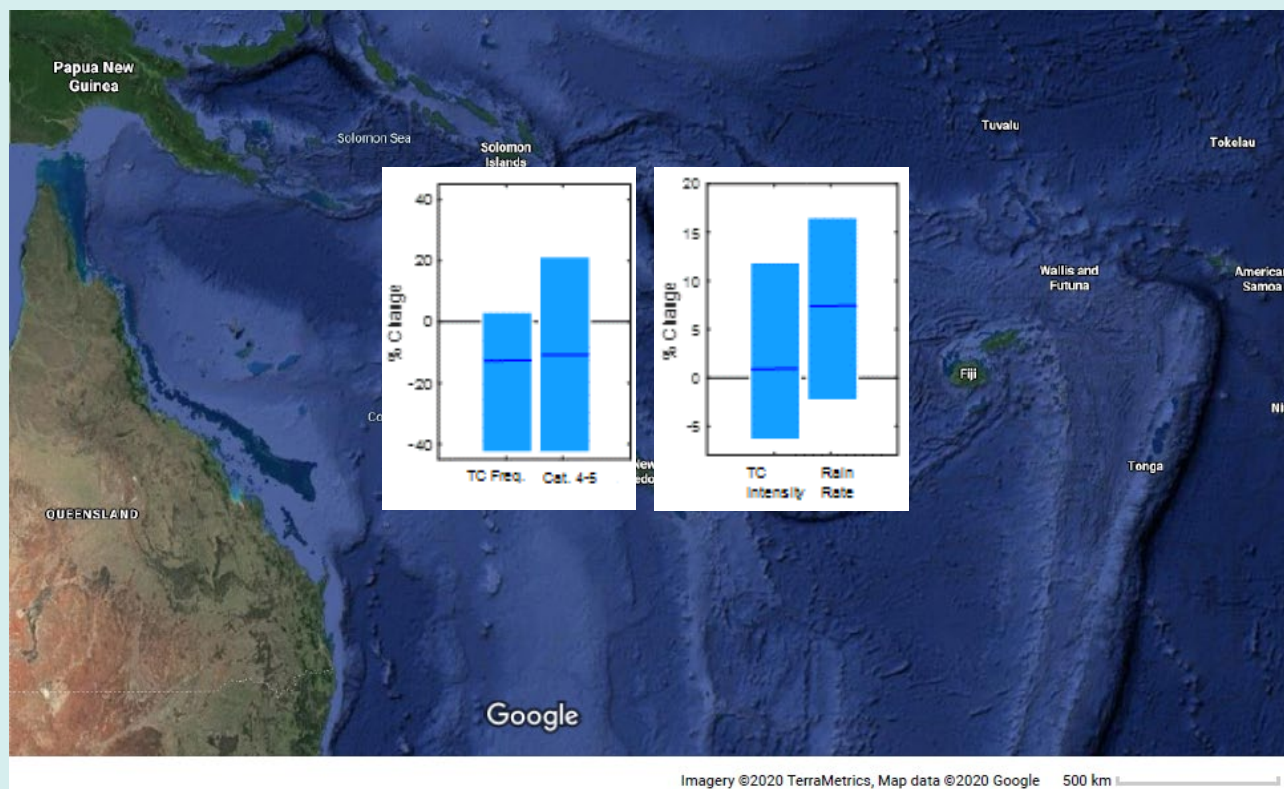 Papua New
Guinea
Solomon Sea
Solomon
Islands
Tuvalu
Tokelau
Wallis and
Futuna
American
Samoa
Fiji
Tonga
QUEENSLAND
40
20
0
-20
-40
% Change
TC Freq.
Cat. 4-5
20
15
10
5
0
-5
% Change
TC
Intensity
Rain
Rate
Google
Imagery ©2020 TerraMetrics, Map data ©2020 Google 500 km